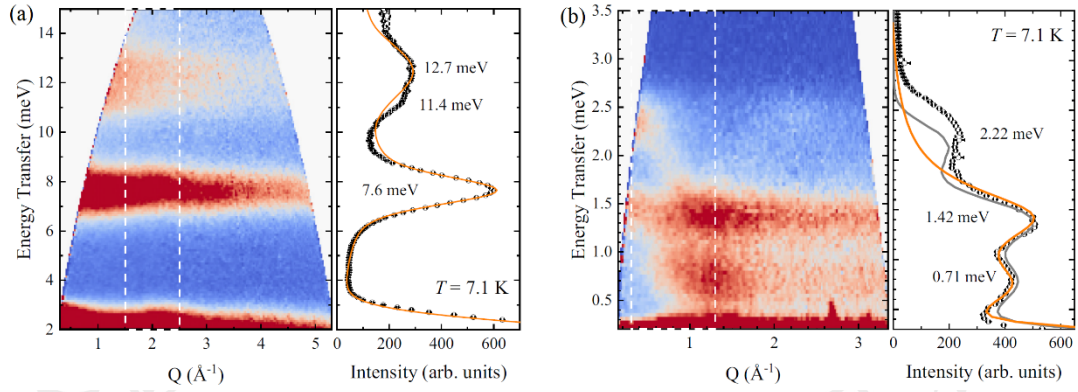 (a)
14
12
10
8
6
4
2
Energy Transfer (meV)
1 2 3 4 5
Q (Å⁻¹)
12.7 meV
11.4 meV
7.6 meV
T = 7.1 K
0 200 400 600
Intensity (arb. units)
(b)
3.5
3.0
2.5
2.0
1.5
1.0
0.5
Energy Transfer (meV)
1 2 3
Q (Å⁻¹)
T = 7.1 K
2.22 meV
1.42 meV
0.71 meV
0 200 400 600
Intensity (arb. units)